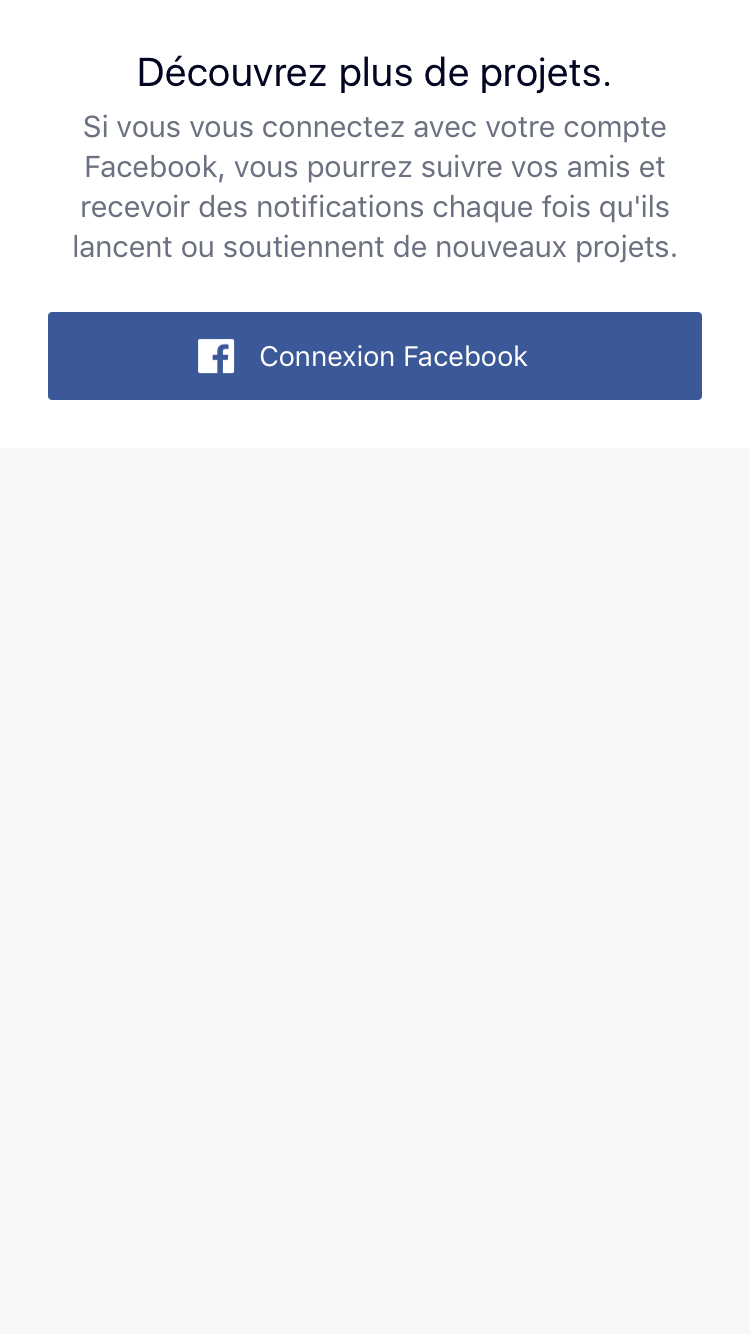 Découvrez plus de projets.
Si vous vous connectez avec votre compte
Facebook, vous pourrez suivre vos amis et
recevoir des notifications chaque fois qu'ils
lancent ou soutiennent de nouveaux projets.
Connexion Facebook